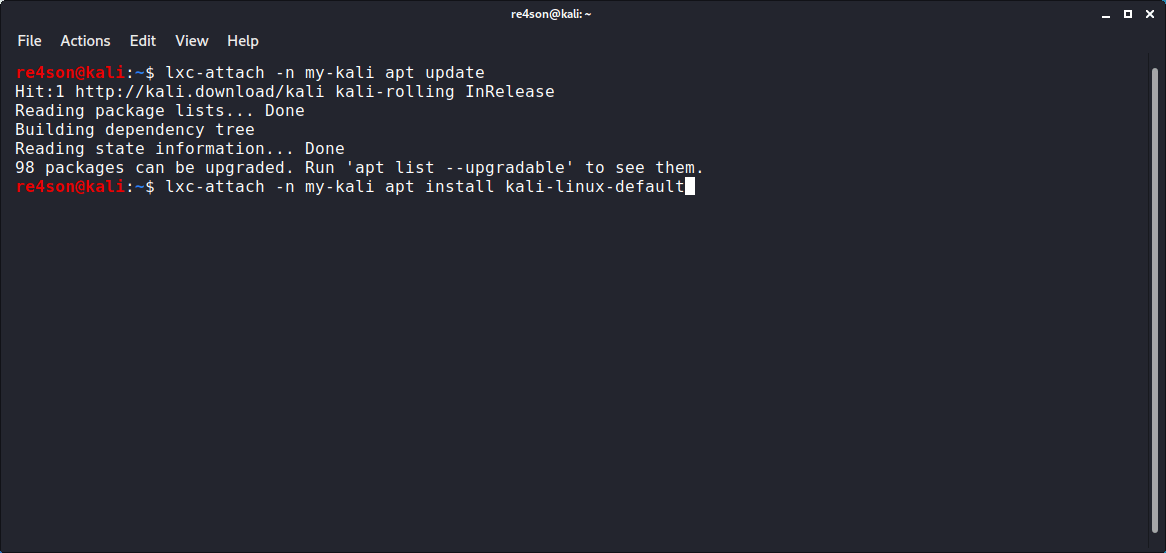 re4son@kali: ~
File Actions Edit View Help
re4son@kali:~$ lxc-attach -n my-kali apt update
Hit:1 http://kali.download/kali kali-rolling InRelease
Reading package lists... Done
Building dependency tree
Reading state information... Done
98 packages can be upgraded. Run 'apt list --upgradable' to see them.
re4son@kali:~$ lxc-attach -n my-kali apt install kali-linux-default